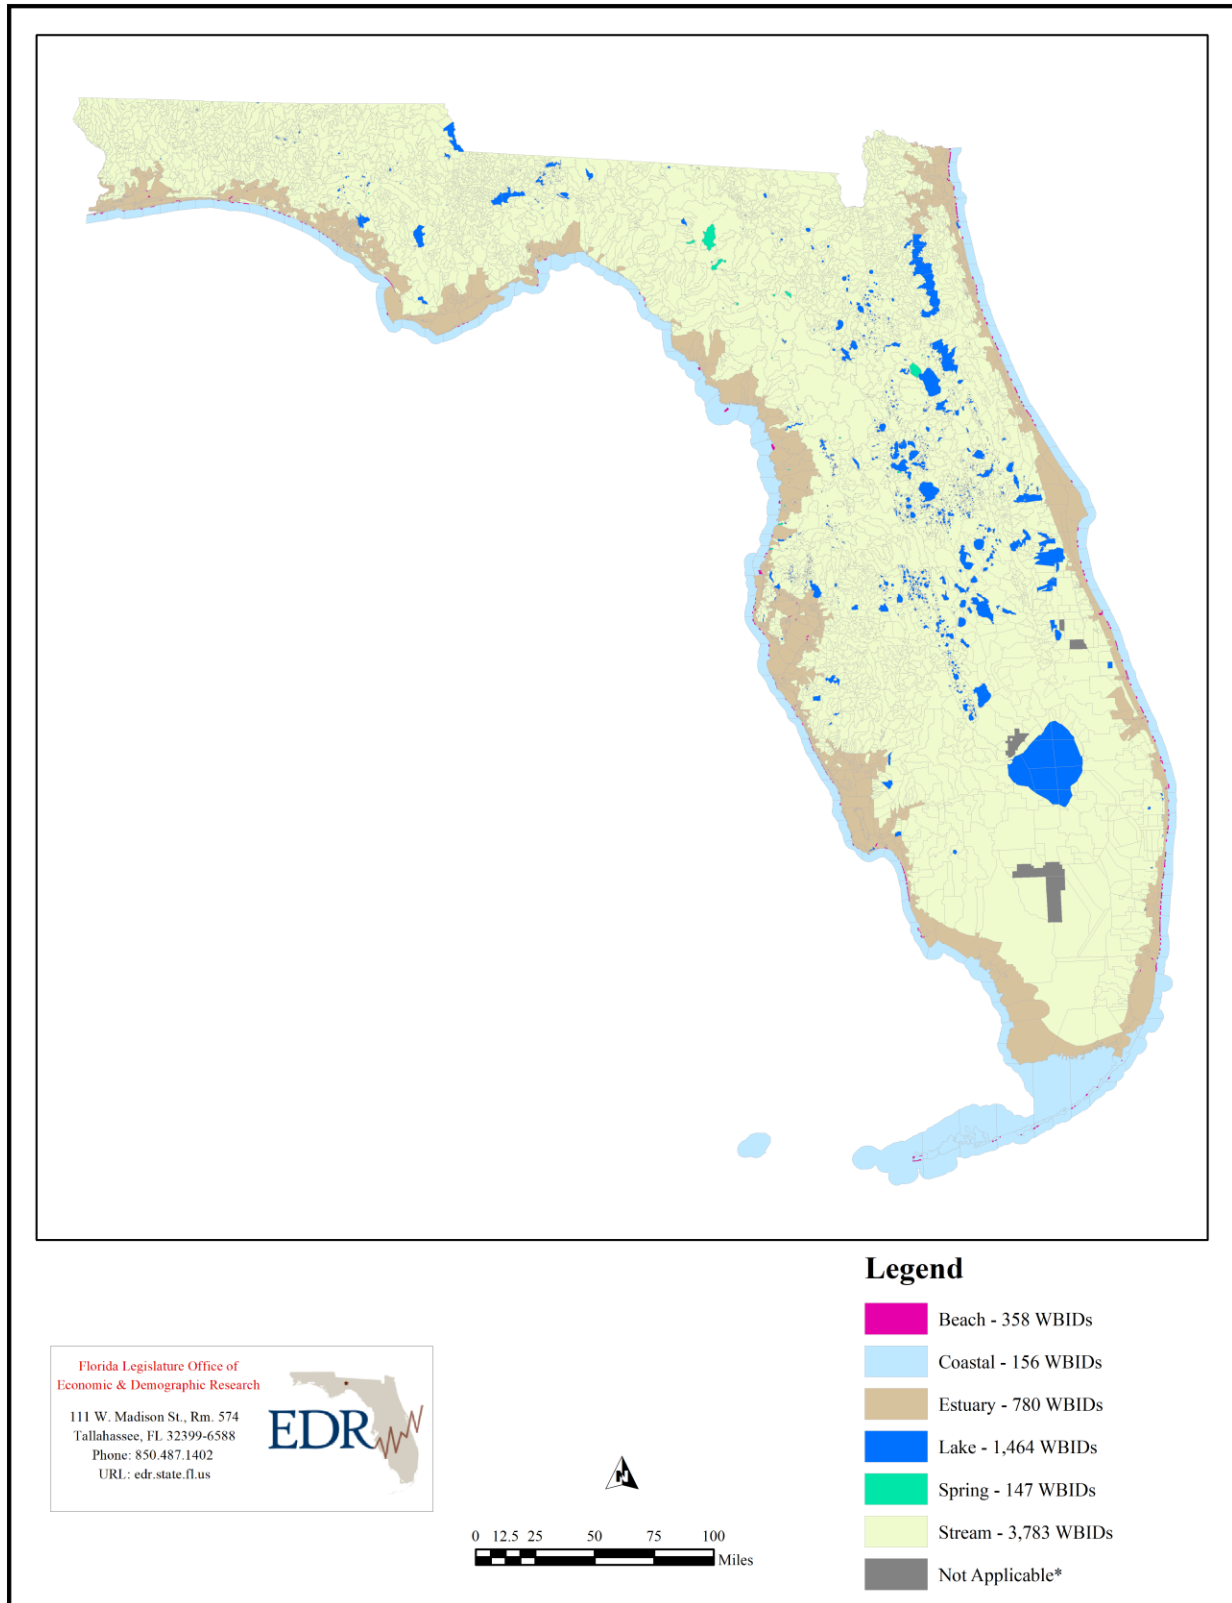 Legend
Beach - 358 WBIDs
Coastal - 156 WBIDs
Estuary - 780 WBIDs
Lake - 1,464 WBIDs
Spring - 147 WBIDs
Stream - 3,783 WBIDs
Not Applicable*
Florida Legislature Office of
Economic & Demographic Research
111 W. Madison St., Rm. 574
Tallahassee, FL 32399-6588
Phone: 850.487.1402
URL: edr.state.fl.us
EDR
N
0 12.5 25 50 75 100
Miles